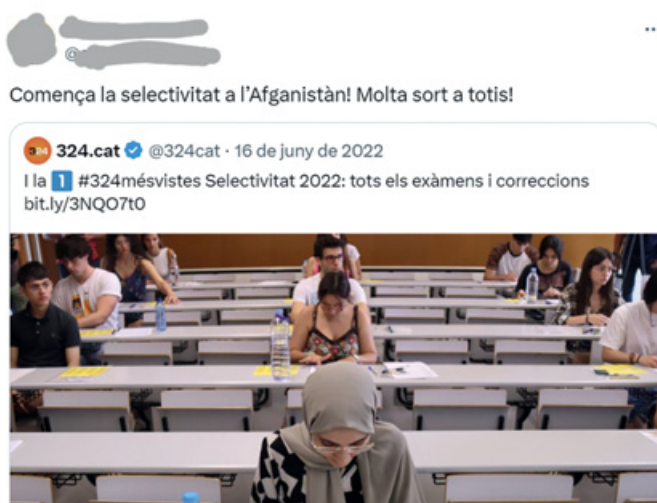 Comença la selectivitat a l'Afganistàn! Molta sort a totis!
324.cat @324cat · 16 de juny de 2022
I la 1 #324mésvistes Selectivitat 2022: tots els exàmens i correccions
bit.ly/3NQO7t0